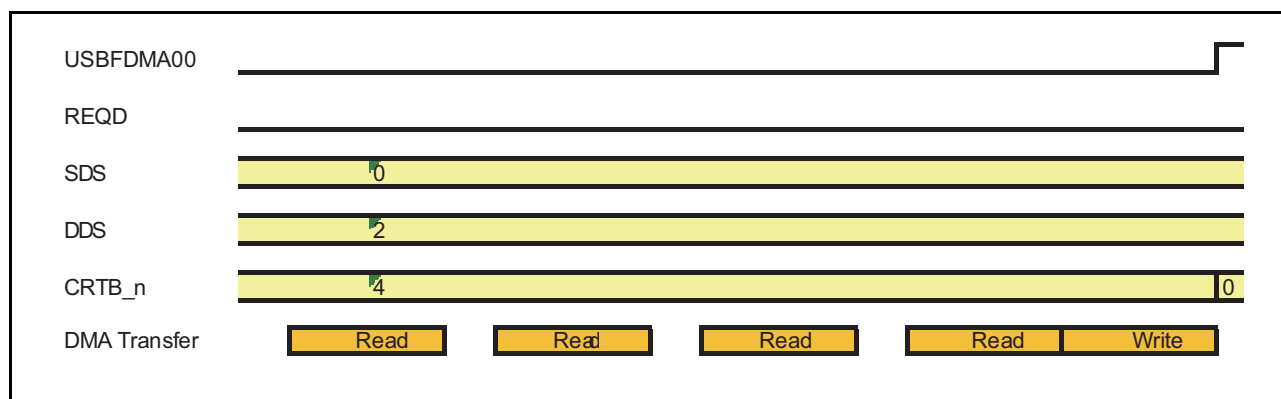 USBFDMA00
REQD
SDS 0
DDS 2
CRTB_n 4 0
DMA Transfer Read Read Read Read Write